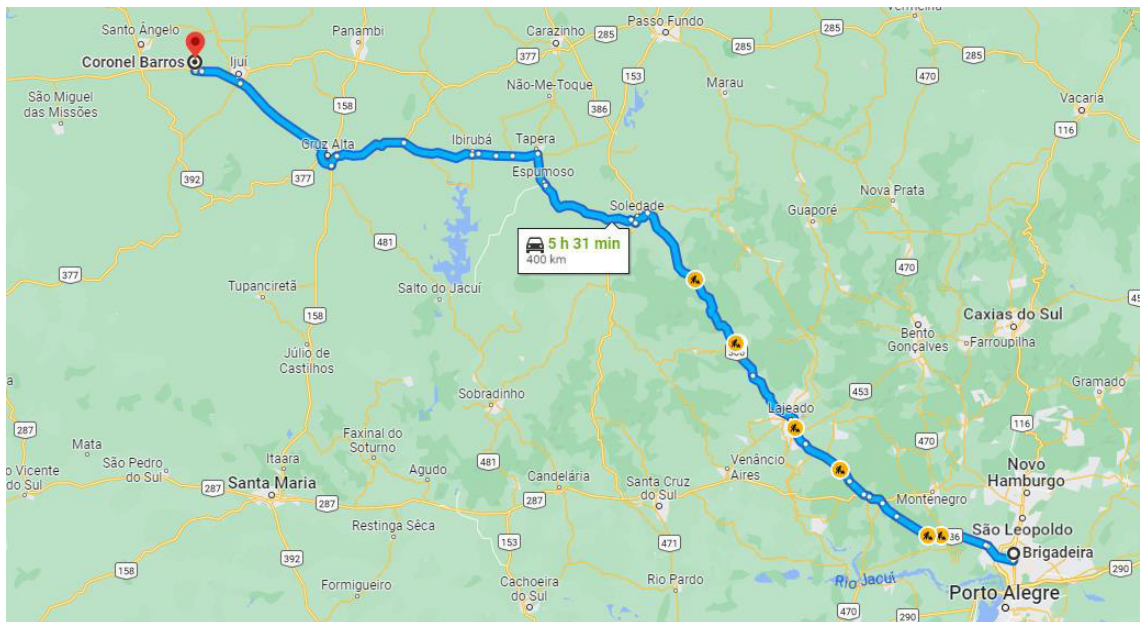 Vermelha
Santo Ângelo
Panambi
Carazinho
285
Passo Fundo
285
Coronel Barros
Ijuí
377
153
285
470
Não-Me-Toque
Marau
São Miguel
das Missões
158
386
Vacaria
116
Cruz Alta
Ibirubá
Tapera
Espumoso
392
377
Nova Prata
Soledade
Guaporé
481
5 h 31 min
400 km
470
377
Tupanciretã
Salto do Jacuí
158
Caxias do Sul
Bento
Gonçalves
Farroupilha
Júlio de
Castilhos
Sobradinho
453
Gramado
Lajeado
287
116
Mata
Faxinal do
Soturno
470
Itaara
São Pedro
do Sul
Agudo
481
Candelária
Venâncio
Aires
Novo
Hamburgo
o Vicente
do Sul
287
Santa Maria
287
287
Santa Cruz
do Sul
Montenegro
São Leopoldo
Restinga Sêca
153
471
Brigadeira
392
158
Formigueiro
Cachoeira
do Sul
Rio Pardo
Rio Jacuí
290
Porto Alegre
470
290